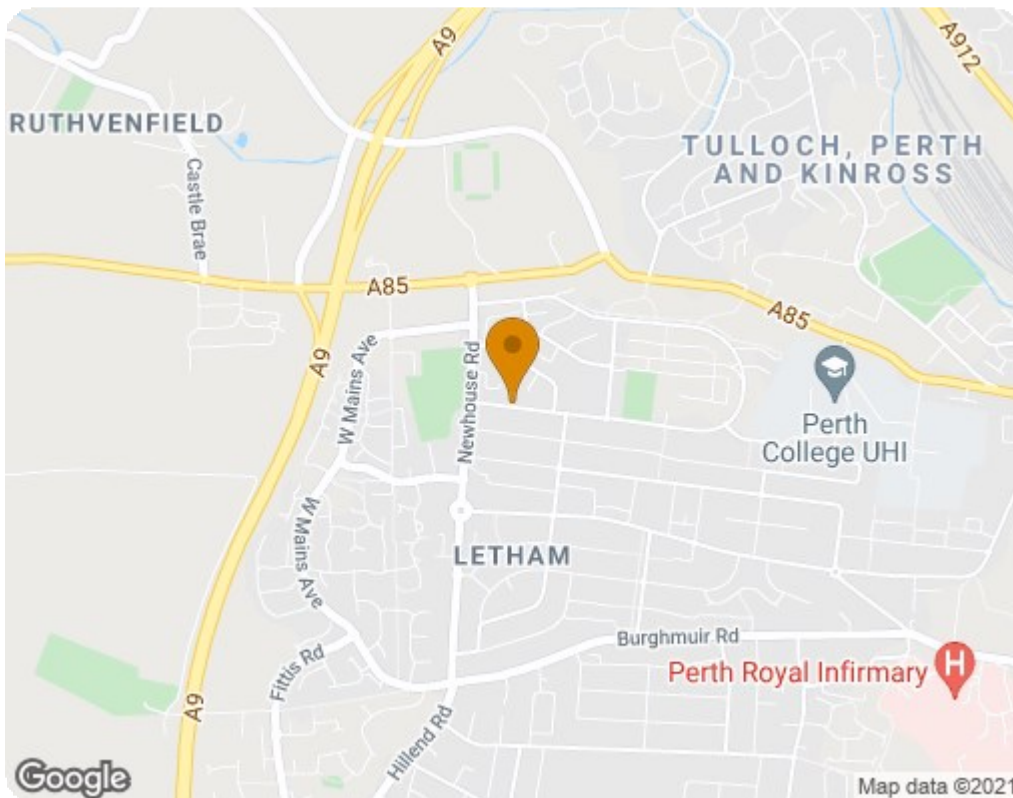 A9
A912
RUTHVENFIELD
TULLOCH, PERTH
AND KINROSS
Castle Brae
A85
A85
A9
W Mains Ave
Newhouse Rd
Perth
College UHI
W Mains Ave
LETHAM
Burghmuir Rd
Fittis Rd
Perth Royal Infirmary
H
A9
Hillend Rd
Google
Map data ©2021